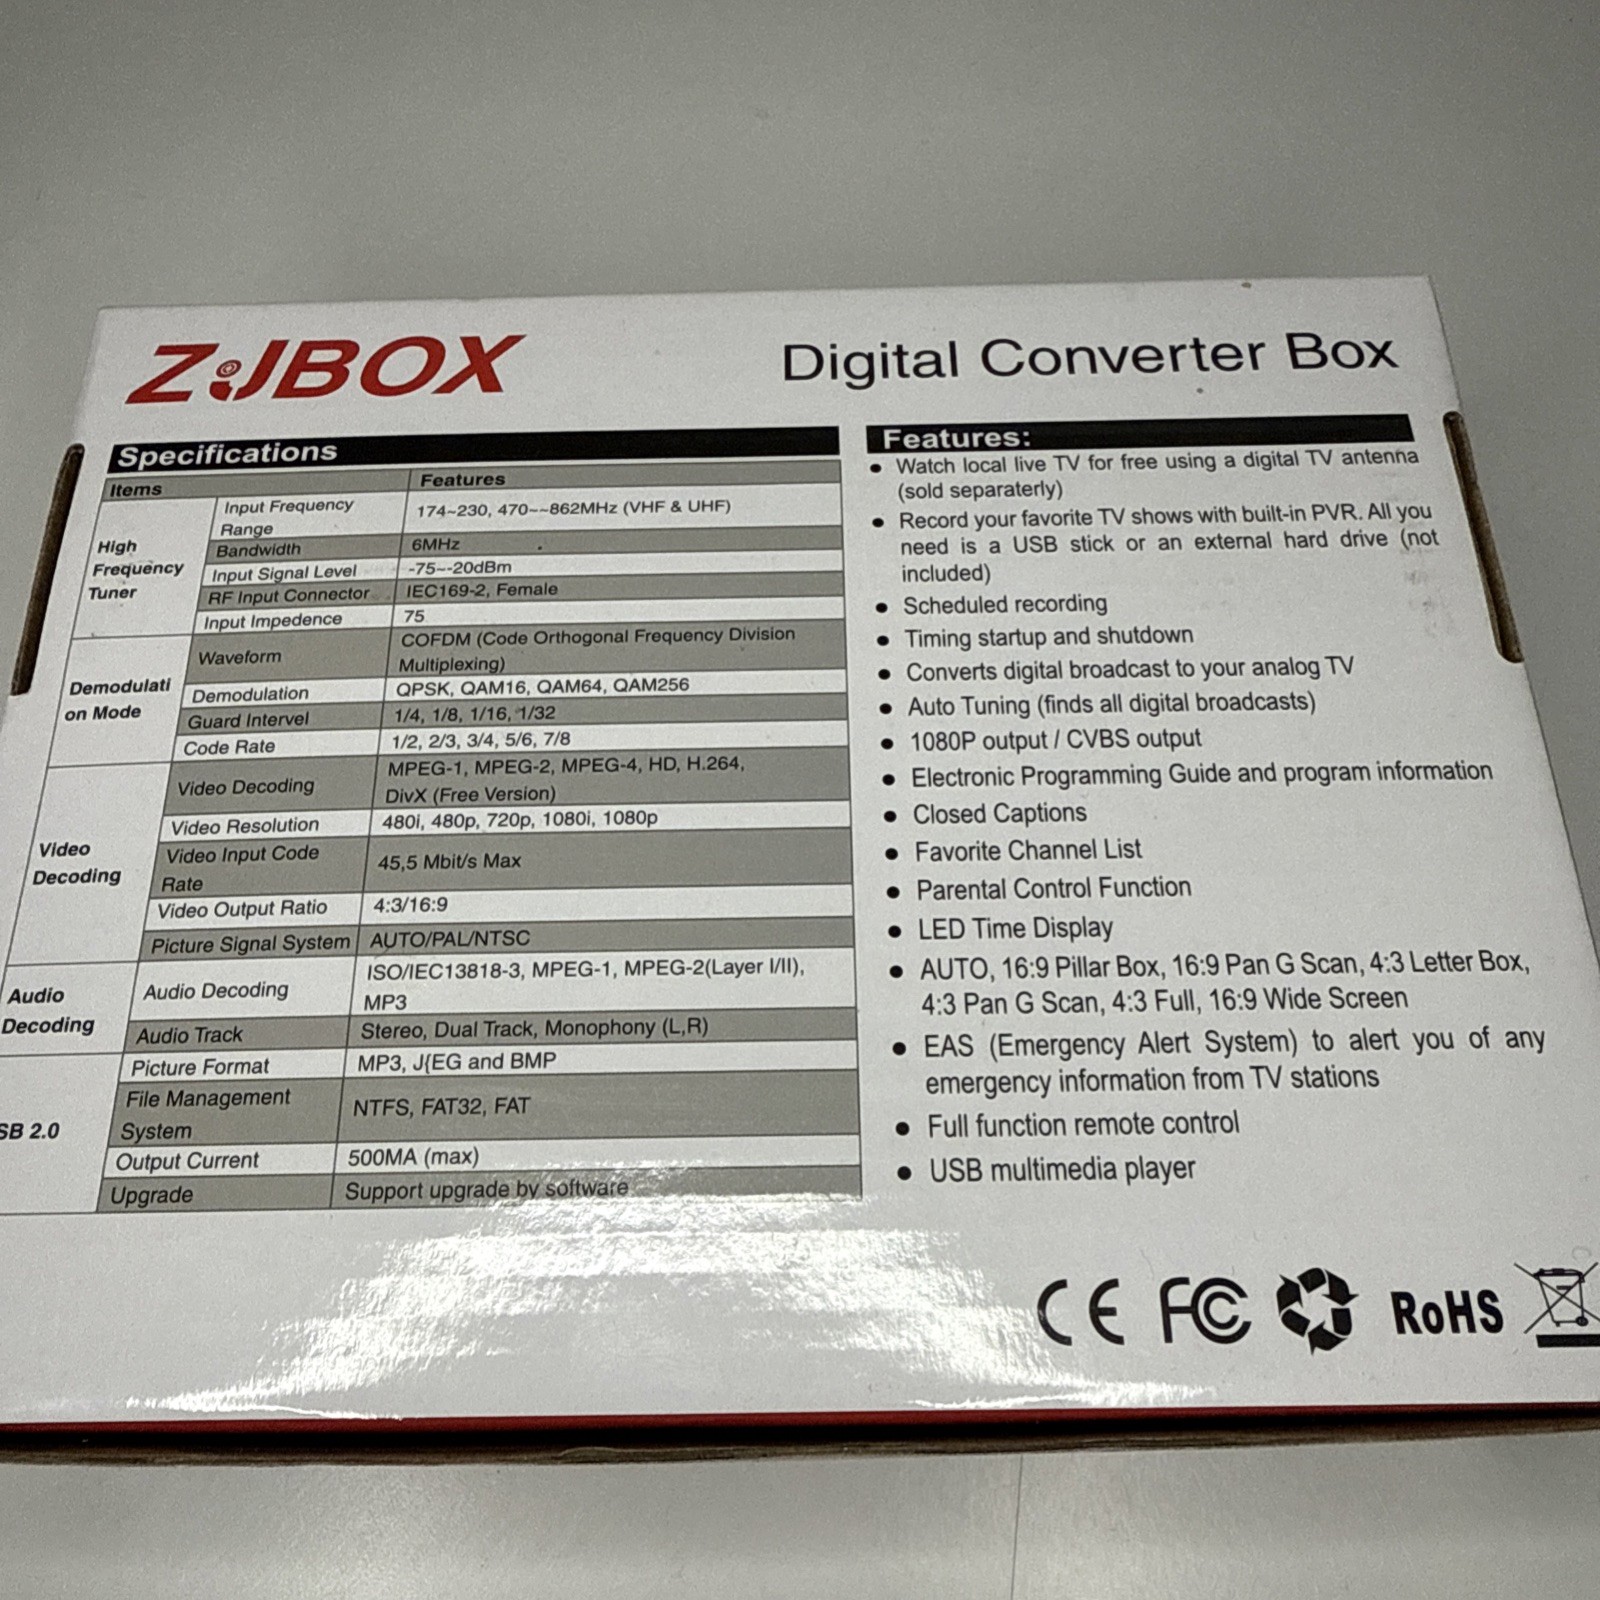 ZIJBOX
Digital Converter Box
Specifications
Items Features
High Frequency Tuner
Input Frequency Range 174~230, 470~~862MHz (VHF & UHF)
Bandwidth 6MHz
Input Signal Level -75~-20dBm
RF Input Connector IEC169-2, Female
Input Impedence 75
Demodulati on Mode
Waveform COFDM (Code Orthogonal Frequency Division Multiplexing)
Demodulation QPSK, QAM16, QAM64, QAM256
Guard Intervel 1/4, 1/8, 1/16, 1/32
Code Rate 1/2, 2/3, 3/4, 5/6, 7/8
Video Decoding
Video Decoding MPEG-1, MPEG-2, MPEG-4, HD, H.264, DivX (Free Version)
Video Resolution 480i, 480p, 720p, 1080i, 1080p
Video Input Code Rate 45,5 Mbit/s Max
Video Output Ratio 4:3/16:9
Picture Signal System AUTO/PAL/NTSC
Audio Decoding
Audio Decoding ISO/IEC13818-3, MPEG-1, MPEG-2(Layer I/II), MP3
Audio Track Stereo, Dual Track, Monophony (L,R)
SB 2.0
Picture Format MP3, J{EG and BMP
File Management System NTFS, FAT32, FAT
Output Current 500MA (max)
Upgrade Support upgrade by software
Features:
● Watch local live TV for free using a digital TV antenna
(sold separaterly)
● Record your favorite TV shows with built-in PVR. All you
need is a USB stick or an external hard drive (not
included)
● Scheduled recording
● Timing startup and shutdown
● Converts digital broadcast to your analog TV
● Auto Tuning (finds all digital broadcasts)
● 1080P output / CVBS output
● Electronic Programming Guide and program information
● Closed Captions
● Favorite Channel List
● Parental Control Function
● LED Time Display
● AUTO, 16:9 Pillar Box, 16:9 Pan G Scan, 4:3 Letter Box,
4:3 Pan G Scan, 4:3 Full, 16:9 Wide Screen
● EAS (Emergency Alert System) to alert you of any
emergency information from TV stations
● Full function remote control
● USB multimedia player
CE FC RoHS